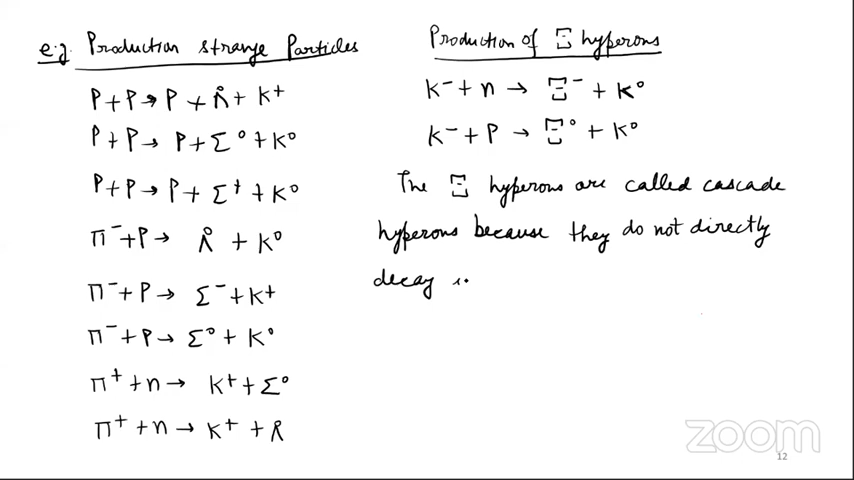 e.g. Production strange Particles
P + P → P + Λ° + K⁺
P + P → P + Σ⁰ + K⁰
P + P → P + Σ⁺ + K⁰
Π⁻ + P → Λ° + K⁰
Π⁻ + P → Σ⁻ + K⁺
Π⁻ + P → Σ⁰ + K⁰
Π⁺ + n → K⁺ + Σ⁰
Π⁺ + n → K⁺ + Λ
Production of Ξ hyperons
K⁻ + n → Ξ⁻ + K⁰
K⁻ + P → Ξ⁰ + K⁰
The Ξ hyperons are called cascade
hyperons because they do not directly
decay
zoom
12